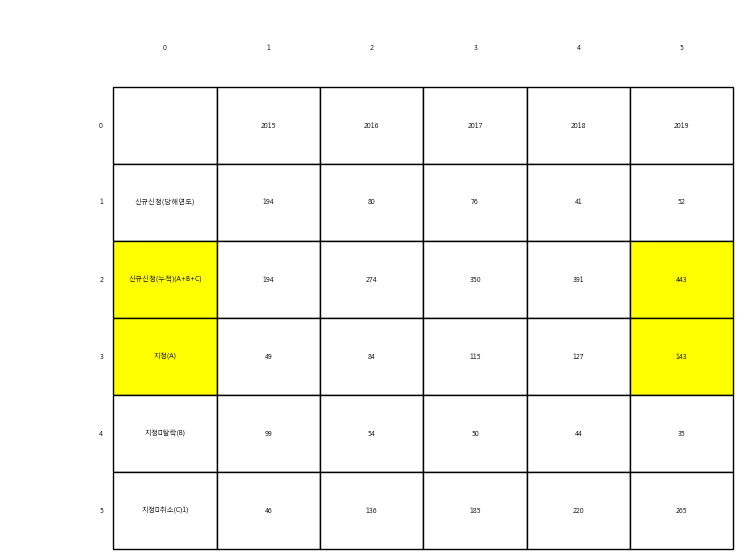 0 1 2 3 4 5
0 2015 2016 2017 2018 2019
1 신규신청(당해연도) 194 80 76 41 52
2 신규신청(누적)(A+B+C) 194 274 350 391 443
3 지정(A) 49 84 115 127 143
4 지정□탈락(B) 99 54 50 44 35
5 지정□취소(C)1) 46 136 185 220 265